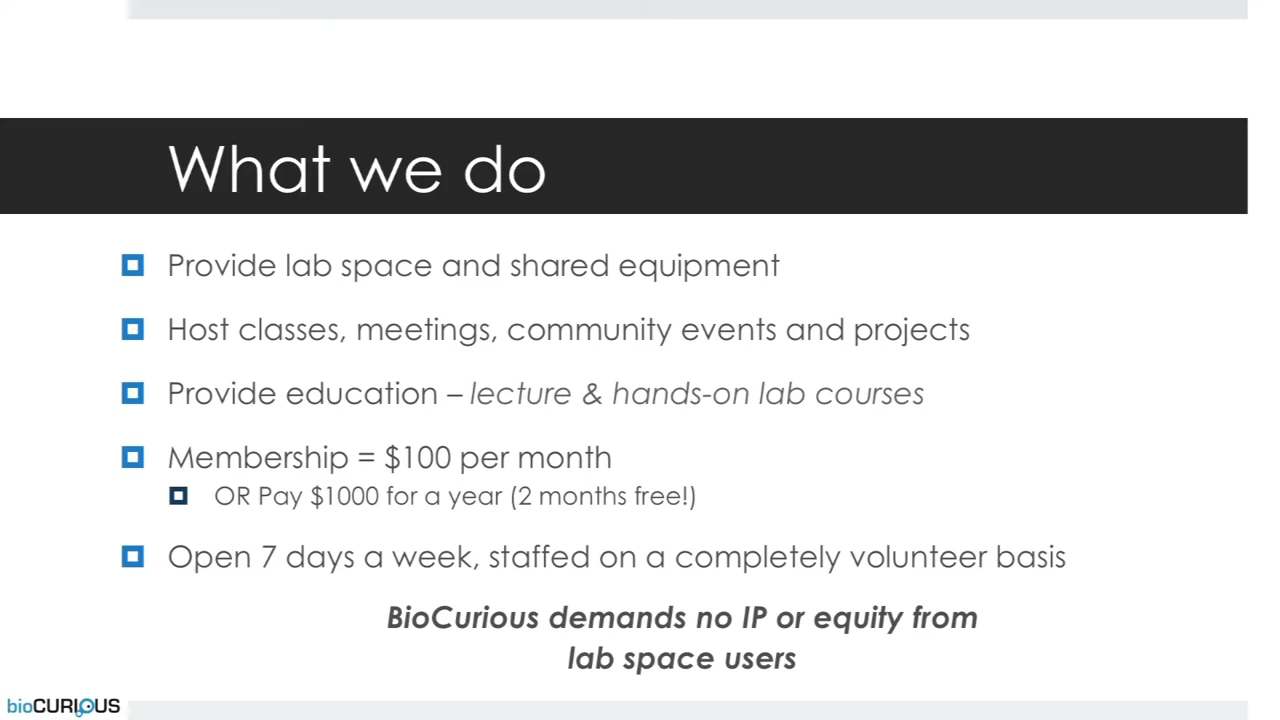 What we do
Provide lab space and shared equipment
Host classes, meetings, community events and projects
Provide education – lecture & hands-on lab courses
Membership = $100 per month
OR Pay $1000 for a year (2 months free!)
Open 7 days a week, staffed on a completely volunteer basis
BioCurious demands no IP or equity from
lab space users
bioCURIOUS